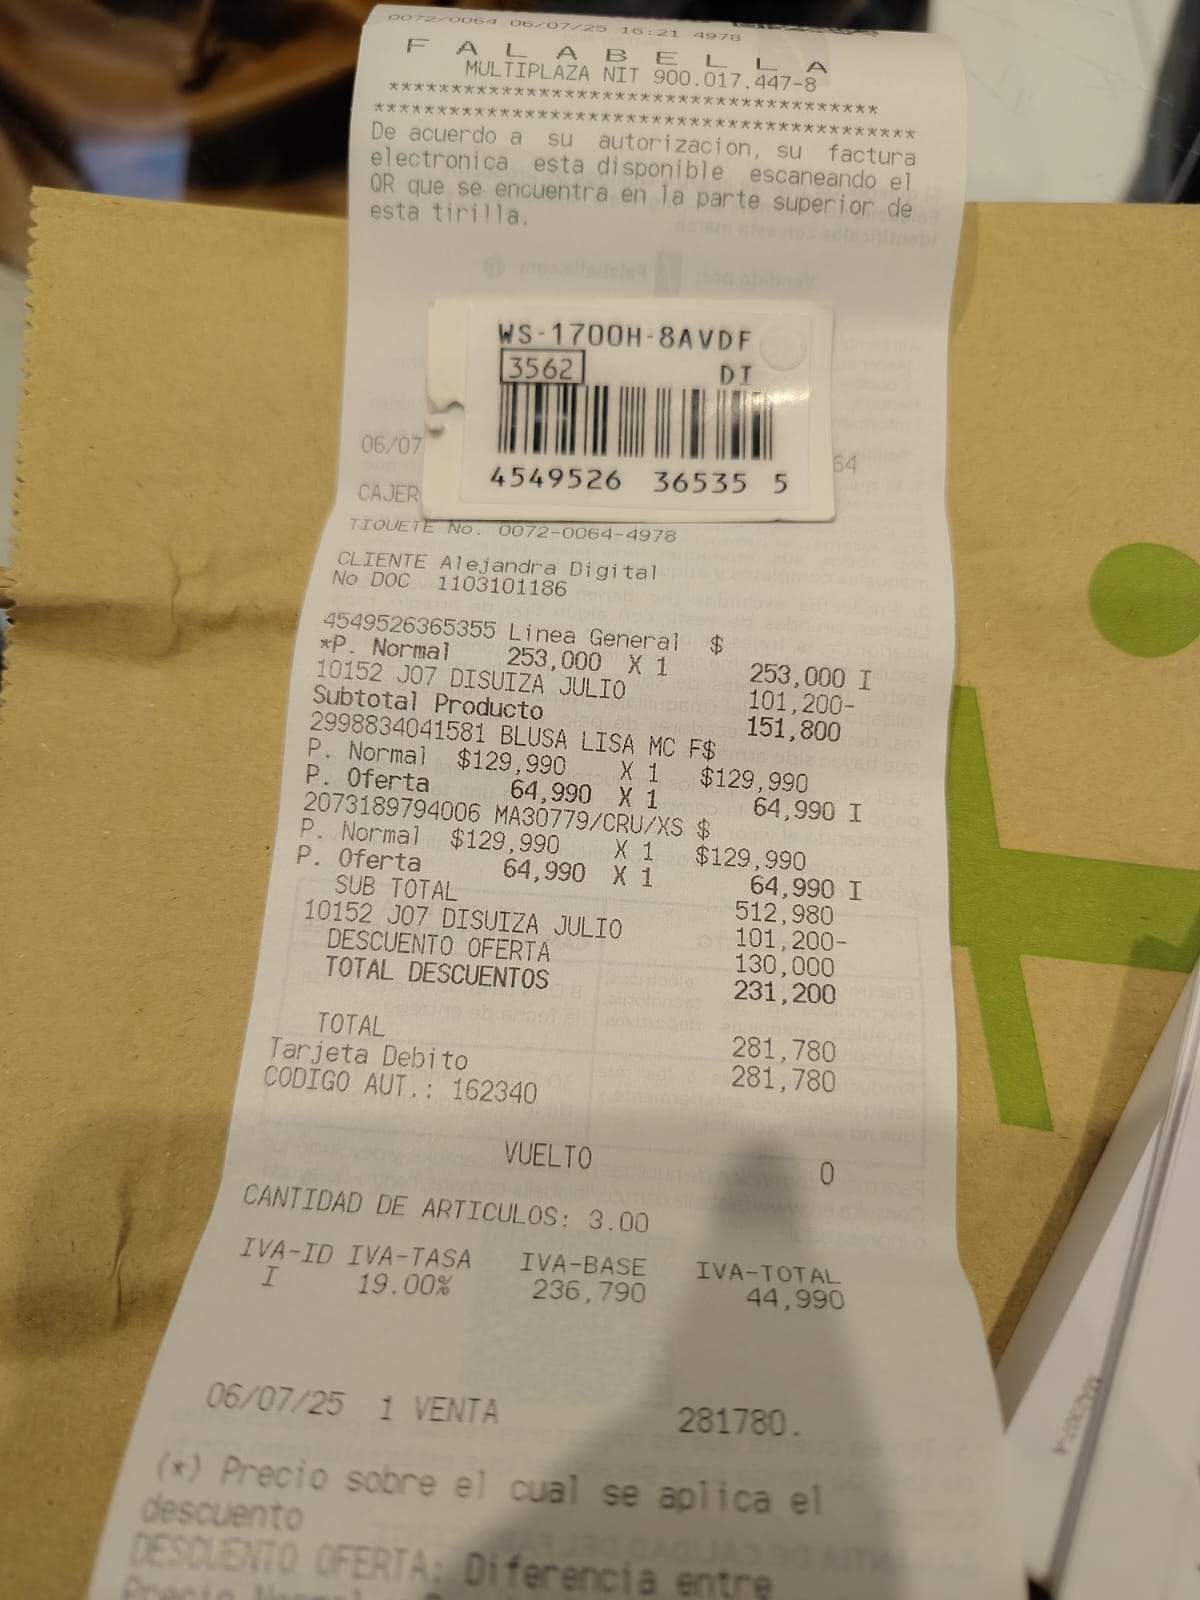 0072/0064 06/07/25 16:21 4978
F A L A B E L L A
MULTIPLAZA NIT 900.017.447-8
****************************************
********************************************
De acuerdo a su autorizacion, su factura
electronica esta disponible escaneando el
QR que se encuentra en la parte superior de
esta tirilla.
WS-1700H-8AVDF
3562 DI
4549526 36535 5
06/07 64
CAJER
TIQUETE No. 0072-0064-4978
CLIENTE Alejandra Digital
No DOC 1103101186
4549526365355 Linea General $
*P. Normal 253,000 X 1 253,000 I
10152 J07 DISUIZA JULIO 101,200-
Subtotal Producto 151,800
2998834041581 BLUSA LISA MC F$
P. Normal $129,990 X 1 $129,990
P. Oferta 64,990 X 1 64,990 I
2073189794006 MA30779/CRU/XS $
P. Normal $129,990 X 1 $129,990
P. Oferta 64,990 X 1 64,990 I
SUB TOTAL 512,980
10152 J07 DISUIZA JULIO 101,200-
DESCUENTO OFERTA 130,000
TOTAL DESCUENTOS 231,200
TOTAL 281,780
Tarjeta Debito 281,780
CODIGO AUT.: 162340
VUELTO 0
CANTIDAD DE ARTICULOS: 3.00
IVA-ID IVA-TASA IVA-BASE IVA-TOTAL
I 19.00% 236,790 44,990
06/07/25 1 VENTA 281780.
(*) Precio sobre el cual se aplica el
descuento
DESCUENTO OFERTA: Diferencia entre
Precio Normal